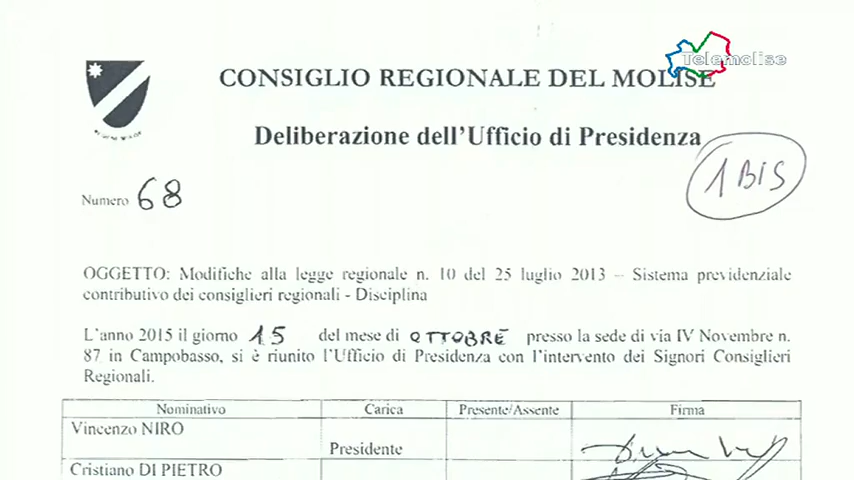 Telemolise
CONSIGLIO REGIONALE DEL MOLISE
Deliberazione dell'Ufficio di Presidenza
1 BIS
Numero 68
OGGETTO: Modifiche alla legge regionale n. 10 del 25 luglio 2013 – Sistema previdenziale
contributivo dei consiglieri regionali - Disciplina
L'anno 2015 il giorno 15 del mese di OTTOBRE presso la sede di via IV Novembre n.
87 in Campobasso, si è riunito l'Ufficio di Presidenza con l'intervento dei Signori Consiglieri
Regionali.
Nominativo Carica Presente/Assente Firma
Vincenzo NIRO
Presidente
Cristiano DI PIETRO